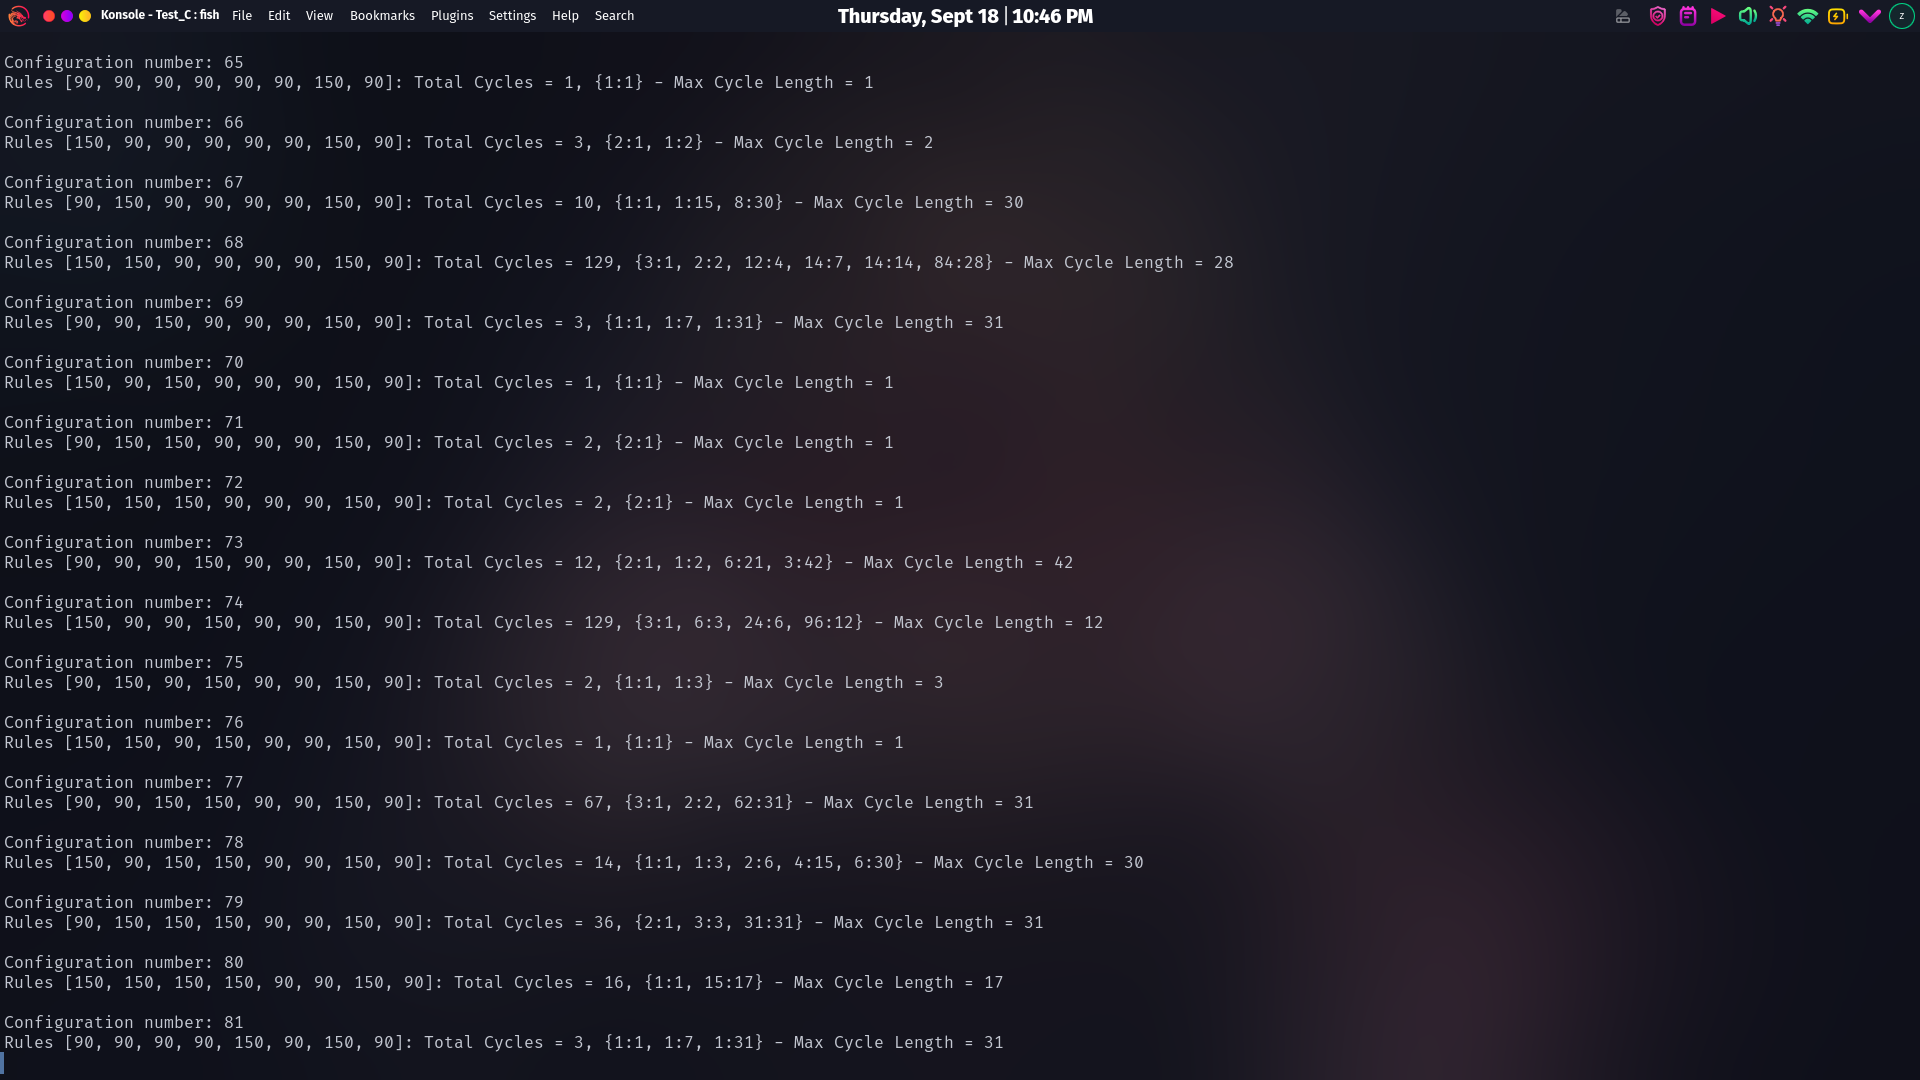 Konsole - Test_C : fish File Edit View Bookmarks Plugins Settings Help Search Thursday, Sept 18 | 10:46 PM z
Configuration number: 65
Rules [90, 90, 90, 90, 90, 90, 150, 90]: Total Cycles = 1, {1:1} - Max Cycle Length = 1
Configuration number: 66
Rules [150, 90, 90, 90, 90, 90, 150, 90]: Total Cycles = 3, {2:1, 1:2} - Max Cycle Length = 2
Configuration number: 67
Rules [90, 150, 90, 90, 90, 90, 150, 90]: Total Cycles = 10, {1:1, 1:15, 8:30} - Max Cycle Length = 30
Configuration number: 68
Rules [150, 150, 90, 90, 90, 90, 150, 90]: Total Cycles = 129, {3:1, 2:2, 12:4, 14:7, 14:14, 84:28} - Max Cycle Length = 28
Configuration number: 69
Rules [90, 90, 150, 90, 90, 90, 150, 90]: Total Cycles = 3, {1:1, 1:7, 1:31} - Max Cycle Length = 31
Configuration number: 70
Rules [150, 90, 150, 90, 90, 90, 150, 90]: Total Cycles = 1, {1:1} - Max Cycle Length = 1
Configuration number: 71
Rules [90, 150, 150, 90, 90, 90, 150, 90]: Total Cycles = 2, {2:1} - Max Cycle Length = 1
Configuration number: 72
Rules [150, 150, 150, 90, 90, 90, 150, 90]: Total Cycles = 2, {2:1} - Max Cycle Length = 1
Configuration number: 73
Rules [90, 90, 90, 150, 90, 90, 150, 90]: Total Cycles = 12, {2:1, 1:2, 6:21, 3:42} - Max Cycle Length = 42
Configuration number: 74
Rules [150, 90, 90, 150, 90, 90, 150, 90]: Total Cycles = 129, {3:1, 6:3, 24:6, 96:12} - Max Cycle Length = 12
Configuration number: 75
Rules [90, 150, 90, 150, 90, 90, 150, 90]: Total Cycles = 2, {1:1, 1:3} - Max Cycle Length = 3
Configuration number: 76
Rules [150, 150, 90, 150, 90, 90, 150, 90]: Total Cycles = 1, {1:1} - Max Cycle Length = 1
Configuration number: 77
Rules [90, 90, 150, 150, 90, 90, 150, 90]: Total Cycles = 67, {3:1, 2:2, 62:31} - Max Cycle Length = 31
Configuration number: 78
Rules [150, 90, 150, 150, 90, 90, 150, 90]: Total Cycles = 14, {1:1, 1:3, 2:6, 4:15, 6:30} - Max Cycle Length = 30
Configuration number: 79
Rules [90, 150, 150, 150, 90, 90, 150, 90]: Total Cycles = 36, {2:1, 3:3, 31:31} - Max Cycle Length = 31
Configuration number: 80
Rules [150, 150, 150, 150, 90, 90, 150, 90]: Total Cycles = 16, {1:1, 15:17} - Max Cycle Length = 17
Configuration number: 81
Rules [90, 90, 90, 90, 150, 90, 150, 90]: Total Cycles = 3, {1:1, 1:7, 1:31} - Max Cycle Length = 31